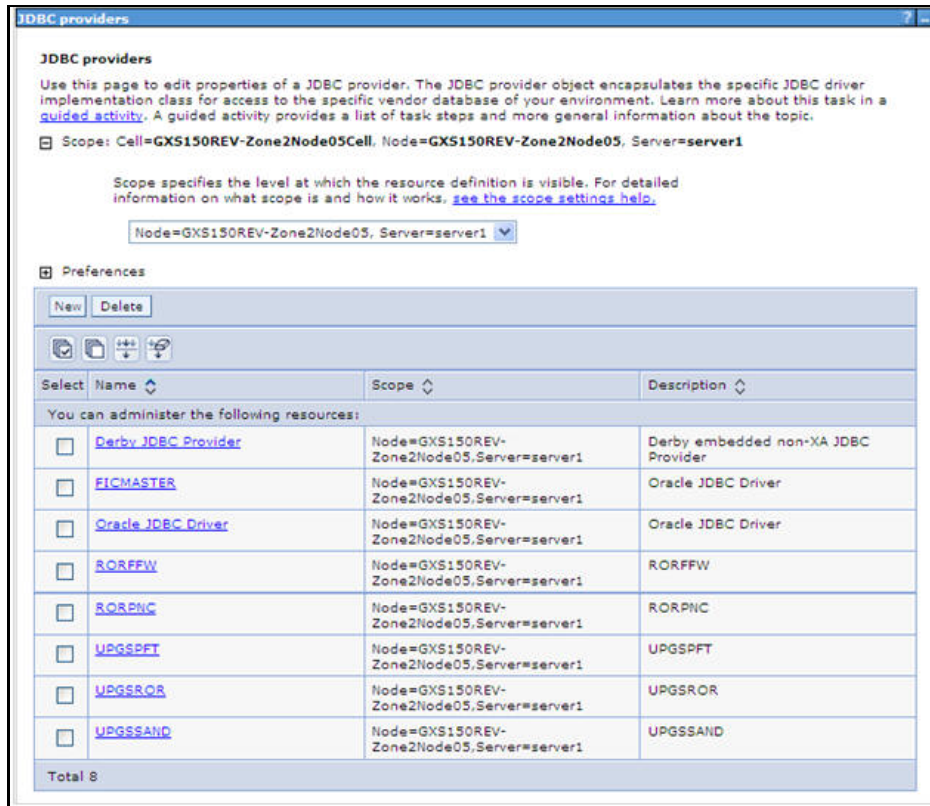 JDBC providers ? –
JDBC providers
Use this page to edit properties of a JDBC provider. The JDBC provider object encapsulates the specific JDBC driver
implementation class for access to the specific vendor database of your environment. Learn more about this task in a
guided activity. A guided activity provides a list of task steps and more general information about the topic.
Scope: Cell=GXS150REV-Zone2Node05Cell, Node=GXS150REV-Zone2Node05, Server=server1
Scope specifies the level at which the resource definition is visible. For detailed
information on what scope is and how it works, see the scope settings help.
Node=GXS150REV-Zone2Node05, Server=server1
Preferences
New Delete
Select Name Scope Description
You can administer the following resources:
Derby JDBC Provider Node=GXS150REV- Derby embedded non-XA JDBC
Zone2Node05,Server=server1 Provider
FICMASTER Node=GXS150REV- Oracle JDBC Driver
Zone2Node05,Server=server1
Oracle JDBC Driver Node=GXS150REV- Oracle JDBC Driver
Zone2Node05,Server=server1
RORFFW Node=GXS150REV- RORFFW
Zone2Node05,Server=server1
RORPNC Node=GXS150REV- RORPNC
Zone2Node05,Server=server1
UPGSPFT Node=GXS150REV- UPGSPFT
Zone2Node05,Server=server1
UPGSROR Node=GXS150REV- UPGSROR
Zone2Node05,Server=server1
UPGSSAND Node=GXS150REV- UPGSSAND
Zone2Node05,Server=server1
Total 8